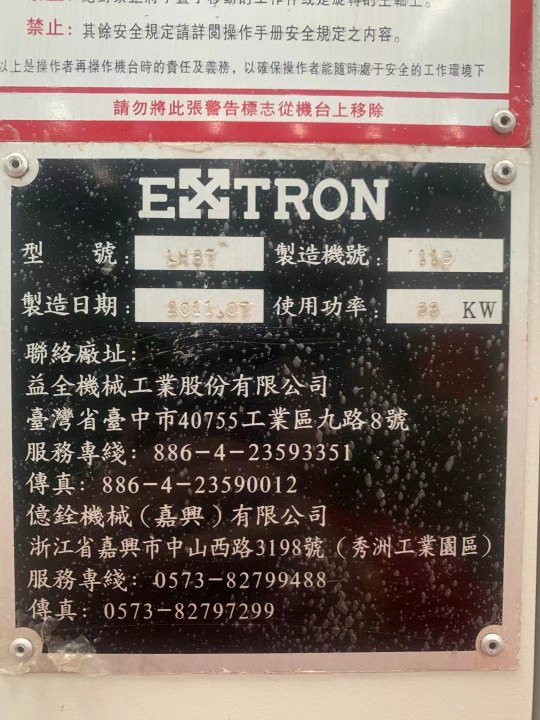 禁止：其餘安全規定請詳閱操作手册安全規定之内容。
以上是操作者再操作機台時的責任及義務，以確保操作者能隨時處于安全的工作環境下
請勿將此張警告標志從機台上移除
EXTRON
型 號：LH87 製造機號：110
製造日期：2011.07 使用功率：33 KW
聯絡廠址：
益全機械工業股份有限公司
臺灣省臺中市40755工業區九路8號
服務專綫：886-4-23593351
傳真：886-4-23590012
億銓機械（嘉興）有限公司
浙江省嘉興市中山西路3198號（秀洲工業園區）
服務專綫：0573-82799488
傳真：0573-82797299